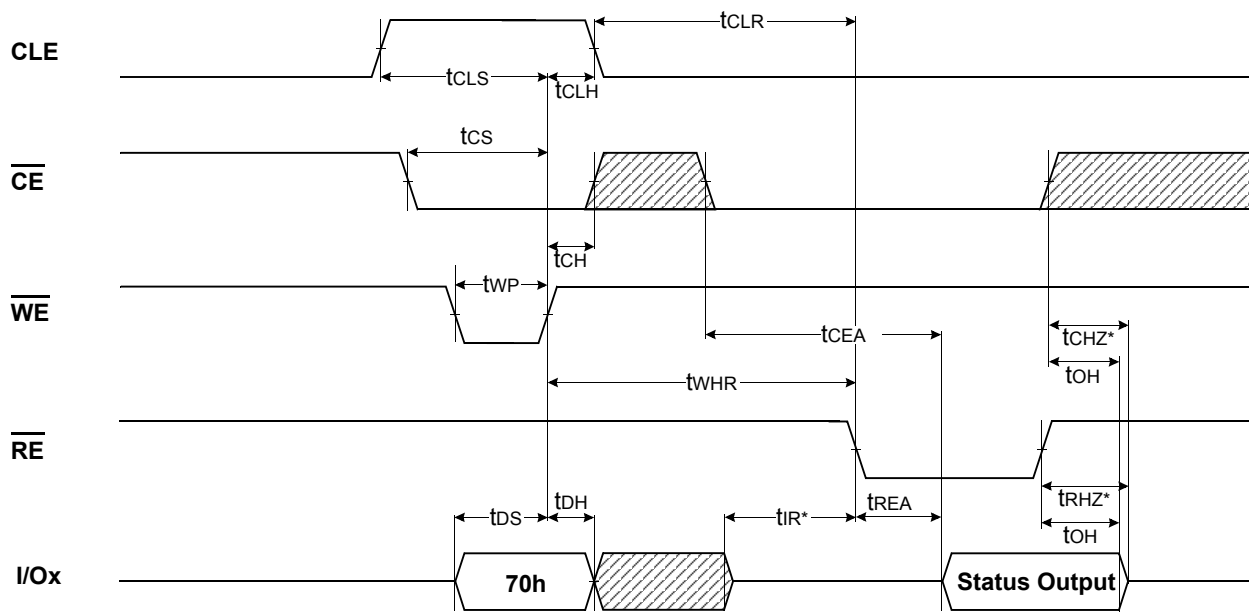 tCLR
CLE
tCLS
tCLH
tCS
CE
tCH
tWP
WE
tCEA
tCHZ*
tOH
tWHR
RE
tDH
tRHZ*
tDS
tIR*
tREA
tOH
I/Ox
70h
Status Output